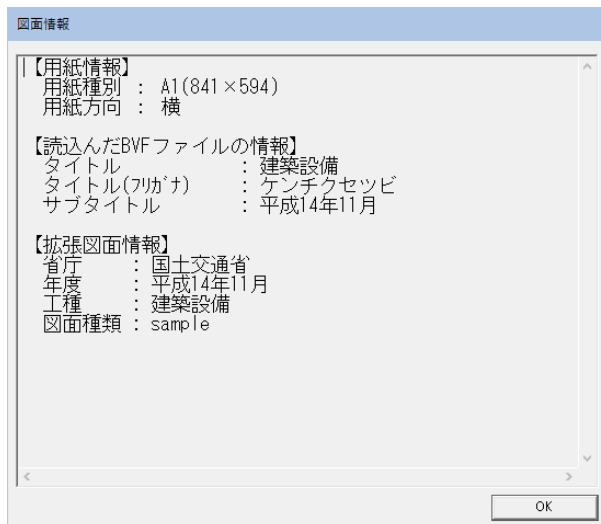 図面情報
【用紙情報】
用紙種別 : A1(841×594)
用紙方向 : 横
【読込んだBVFファイルの情報】
タイトル : 建築設備
タイトル(ﾌﾘｶﾞﾅ) : ケンチクセツビ
サブタイトル : 平成14年11月
【拡張図面情報】
省庁 : 国土交通省
年度 : 平成14年11月
工種 : 建築設備
図面種類 : sample
OK